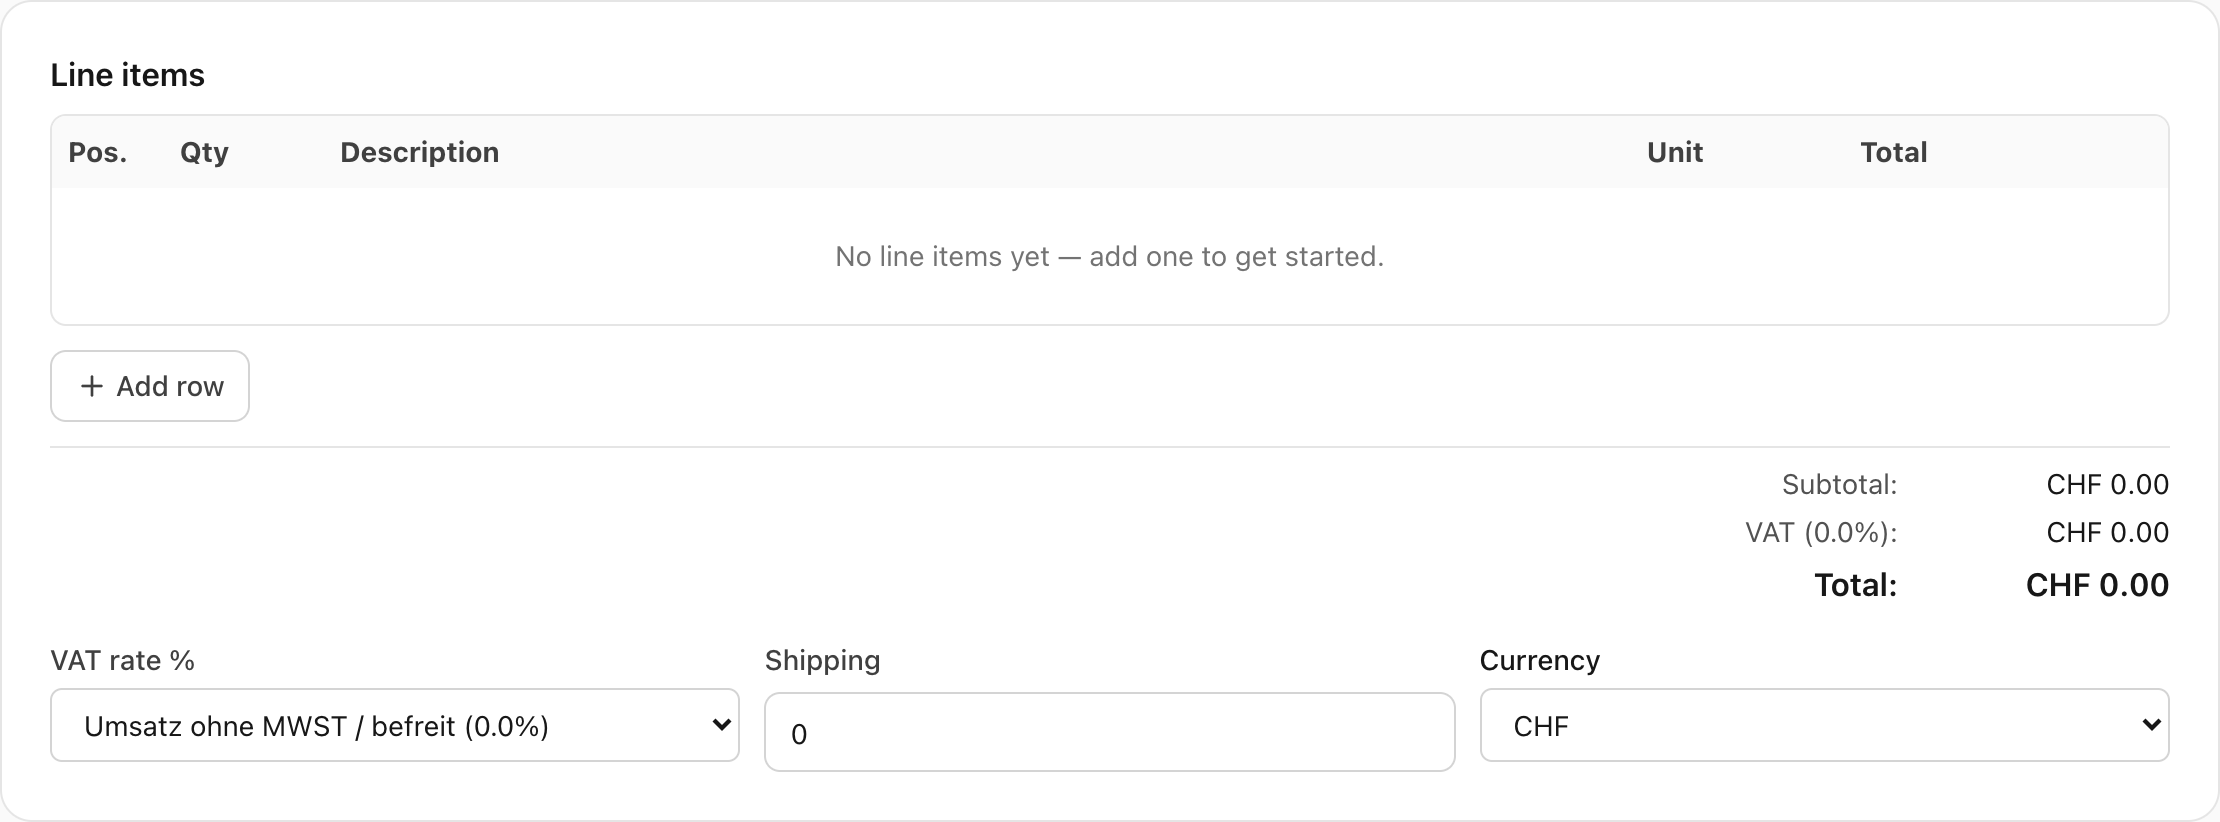 Line items
Pos. Qty Description Unit Total
No line items yet — add one to get started.
+ Add row
Subtotal: CHF 0.00
VAT (0.0%): CHF 0.00
Total: CHF 0.00
VAT rate % Shipping Currency
Umsatz ohne MWST / befreit (0.0%) 0 CHF